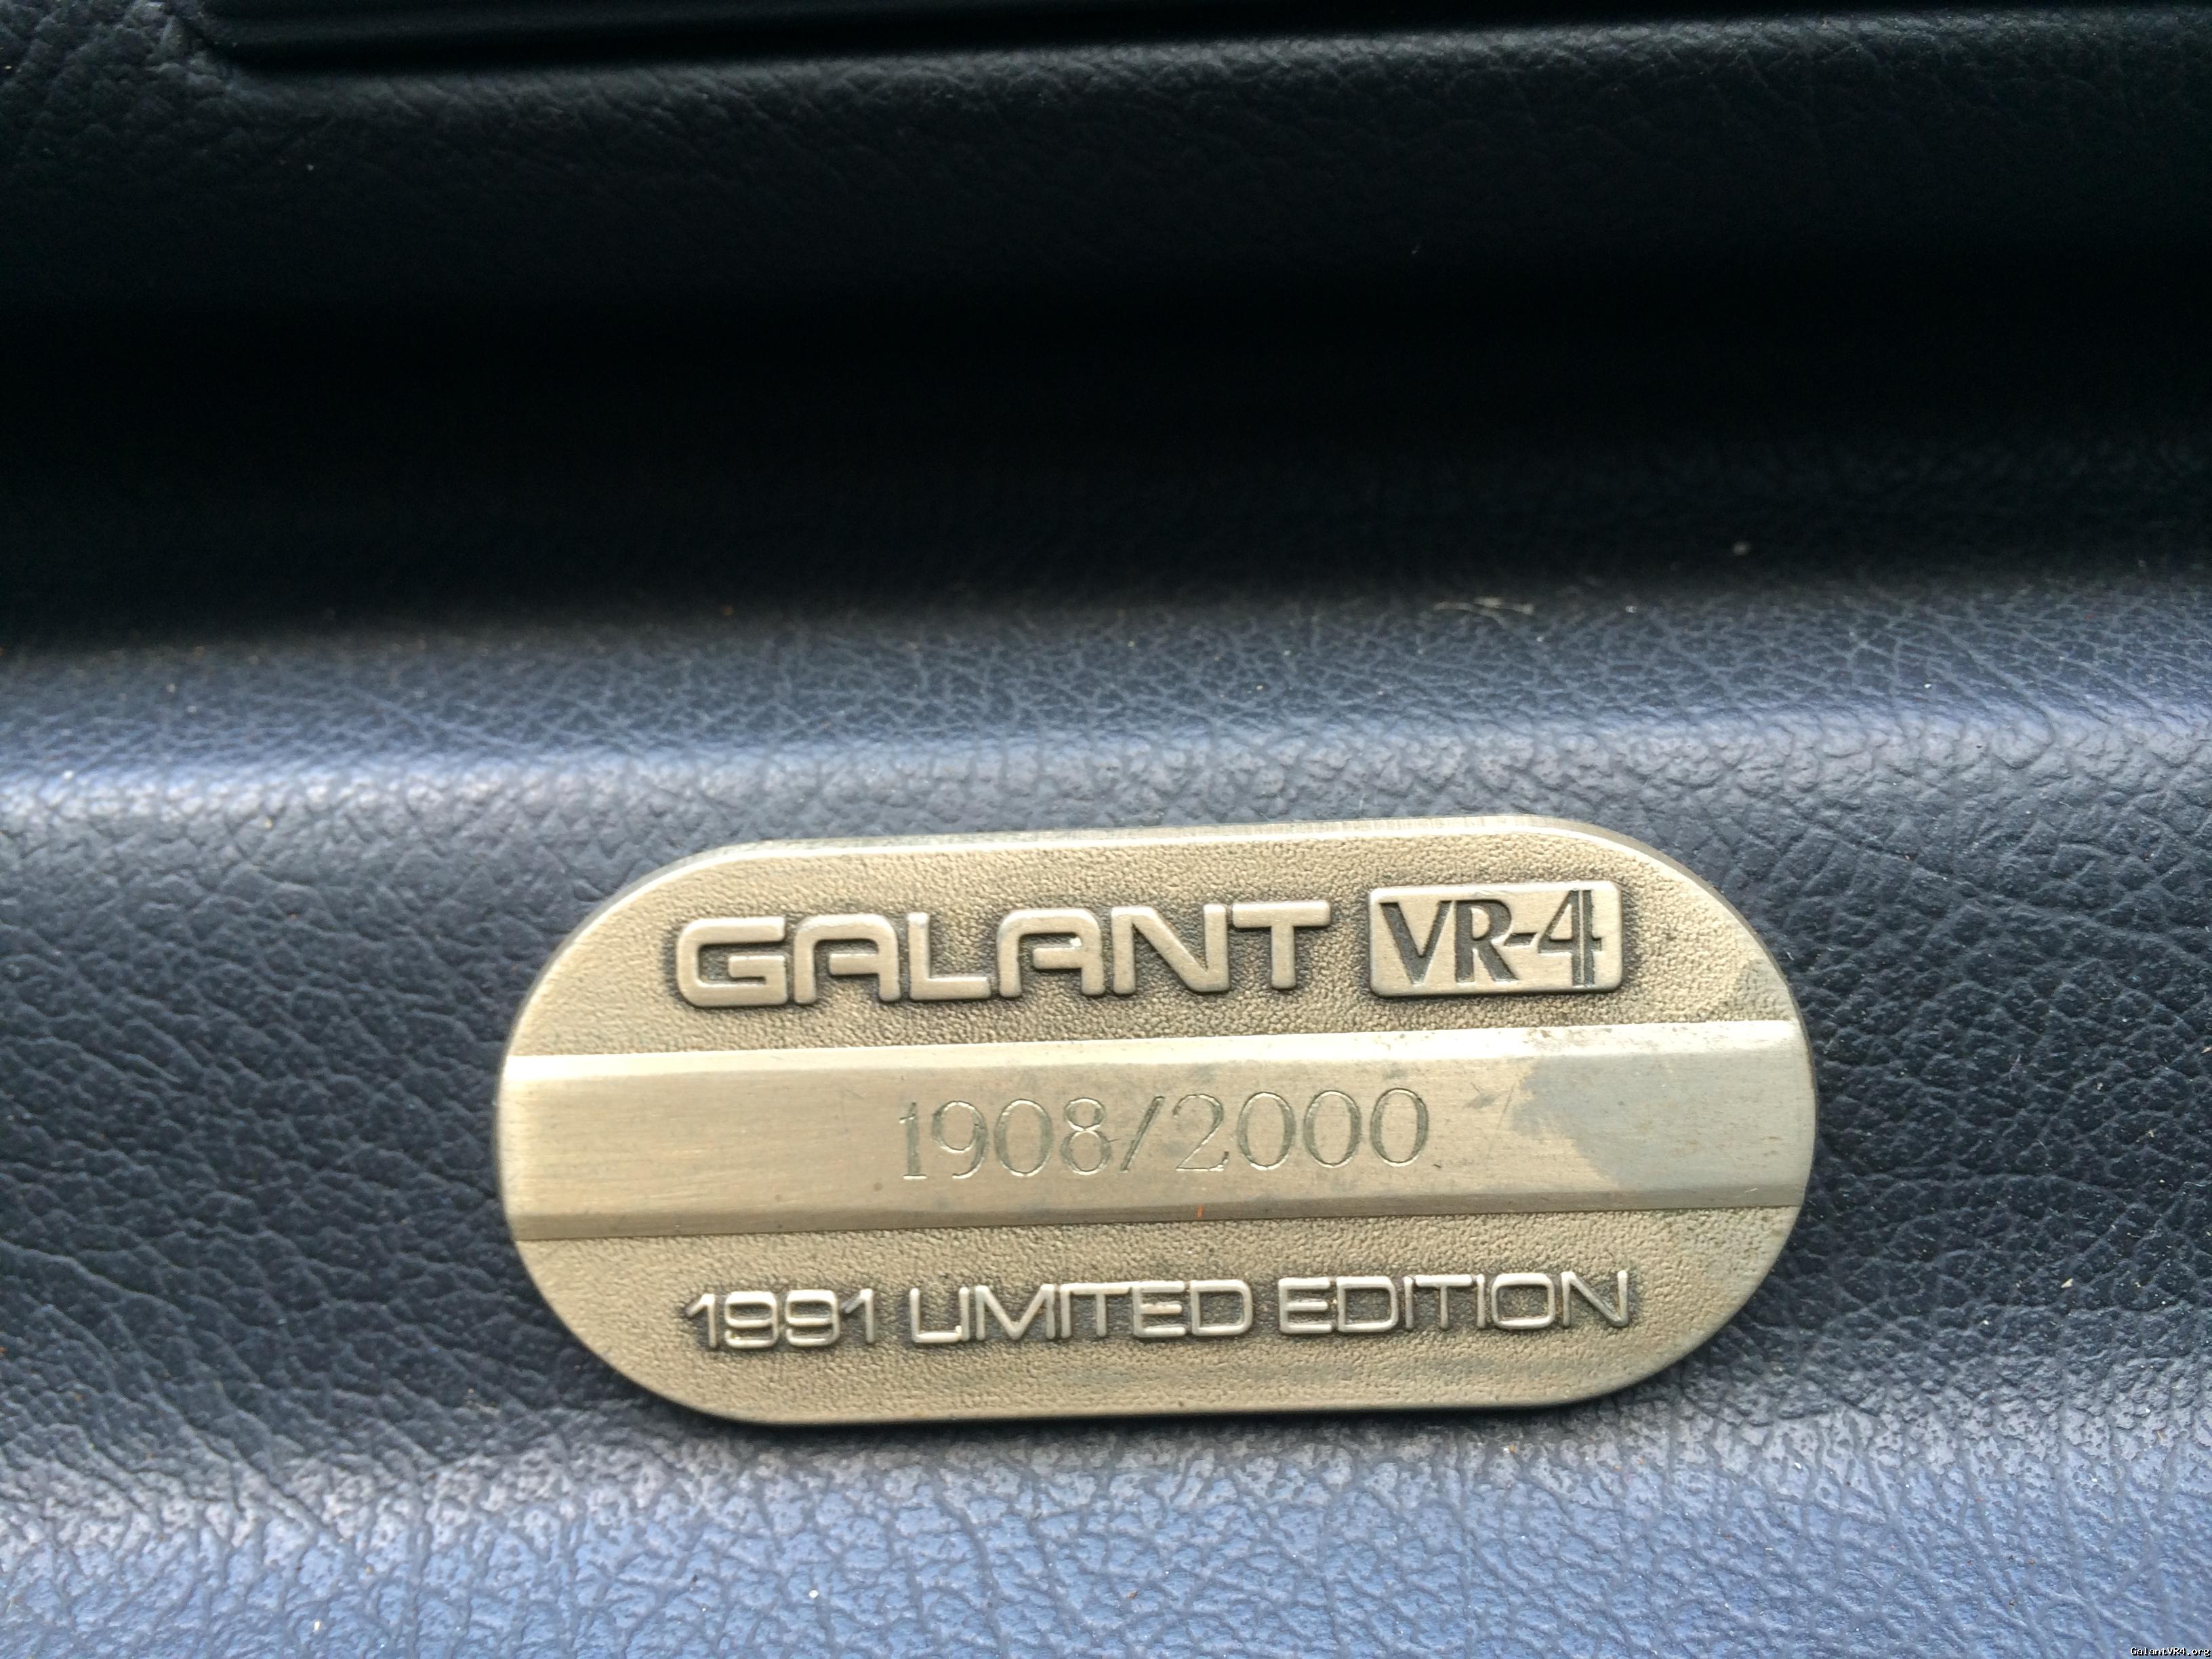 GALANT VR-4
1908/2000
1991 LIMITED EDITION
GalantVR4.org